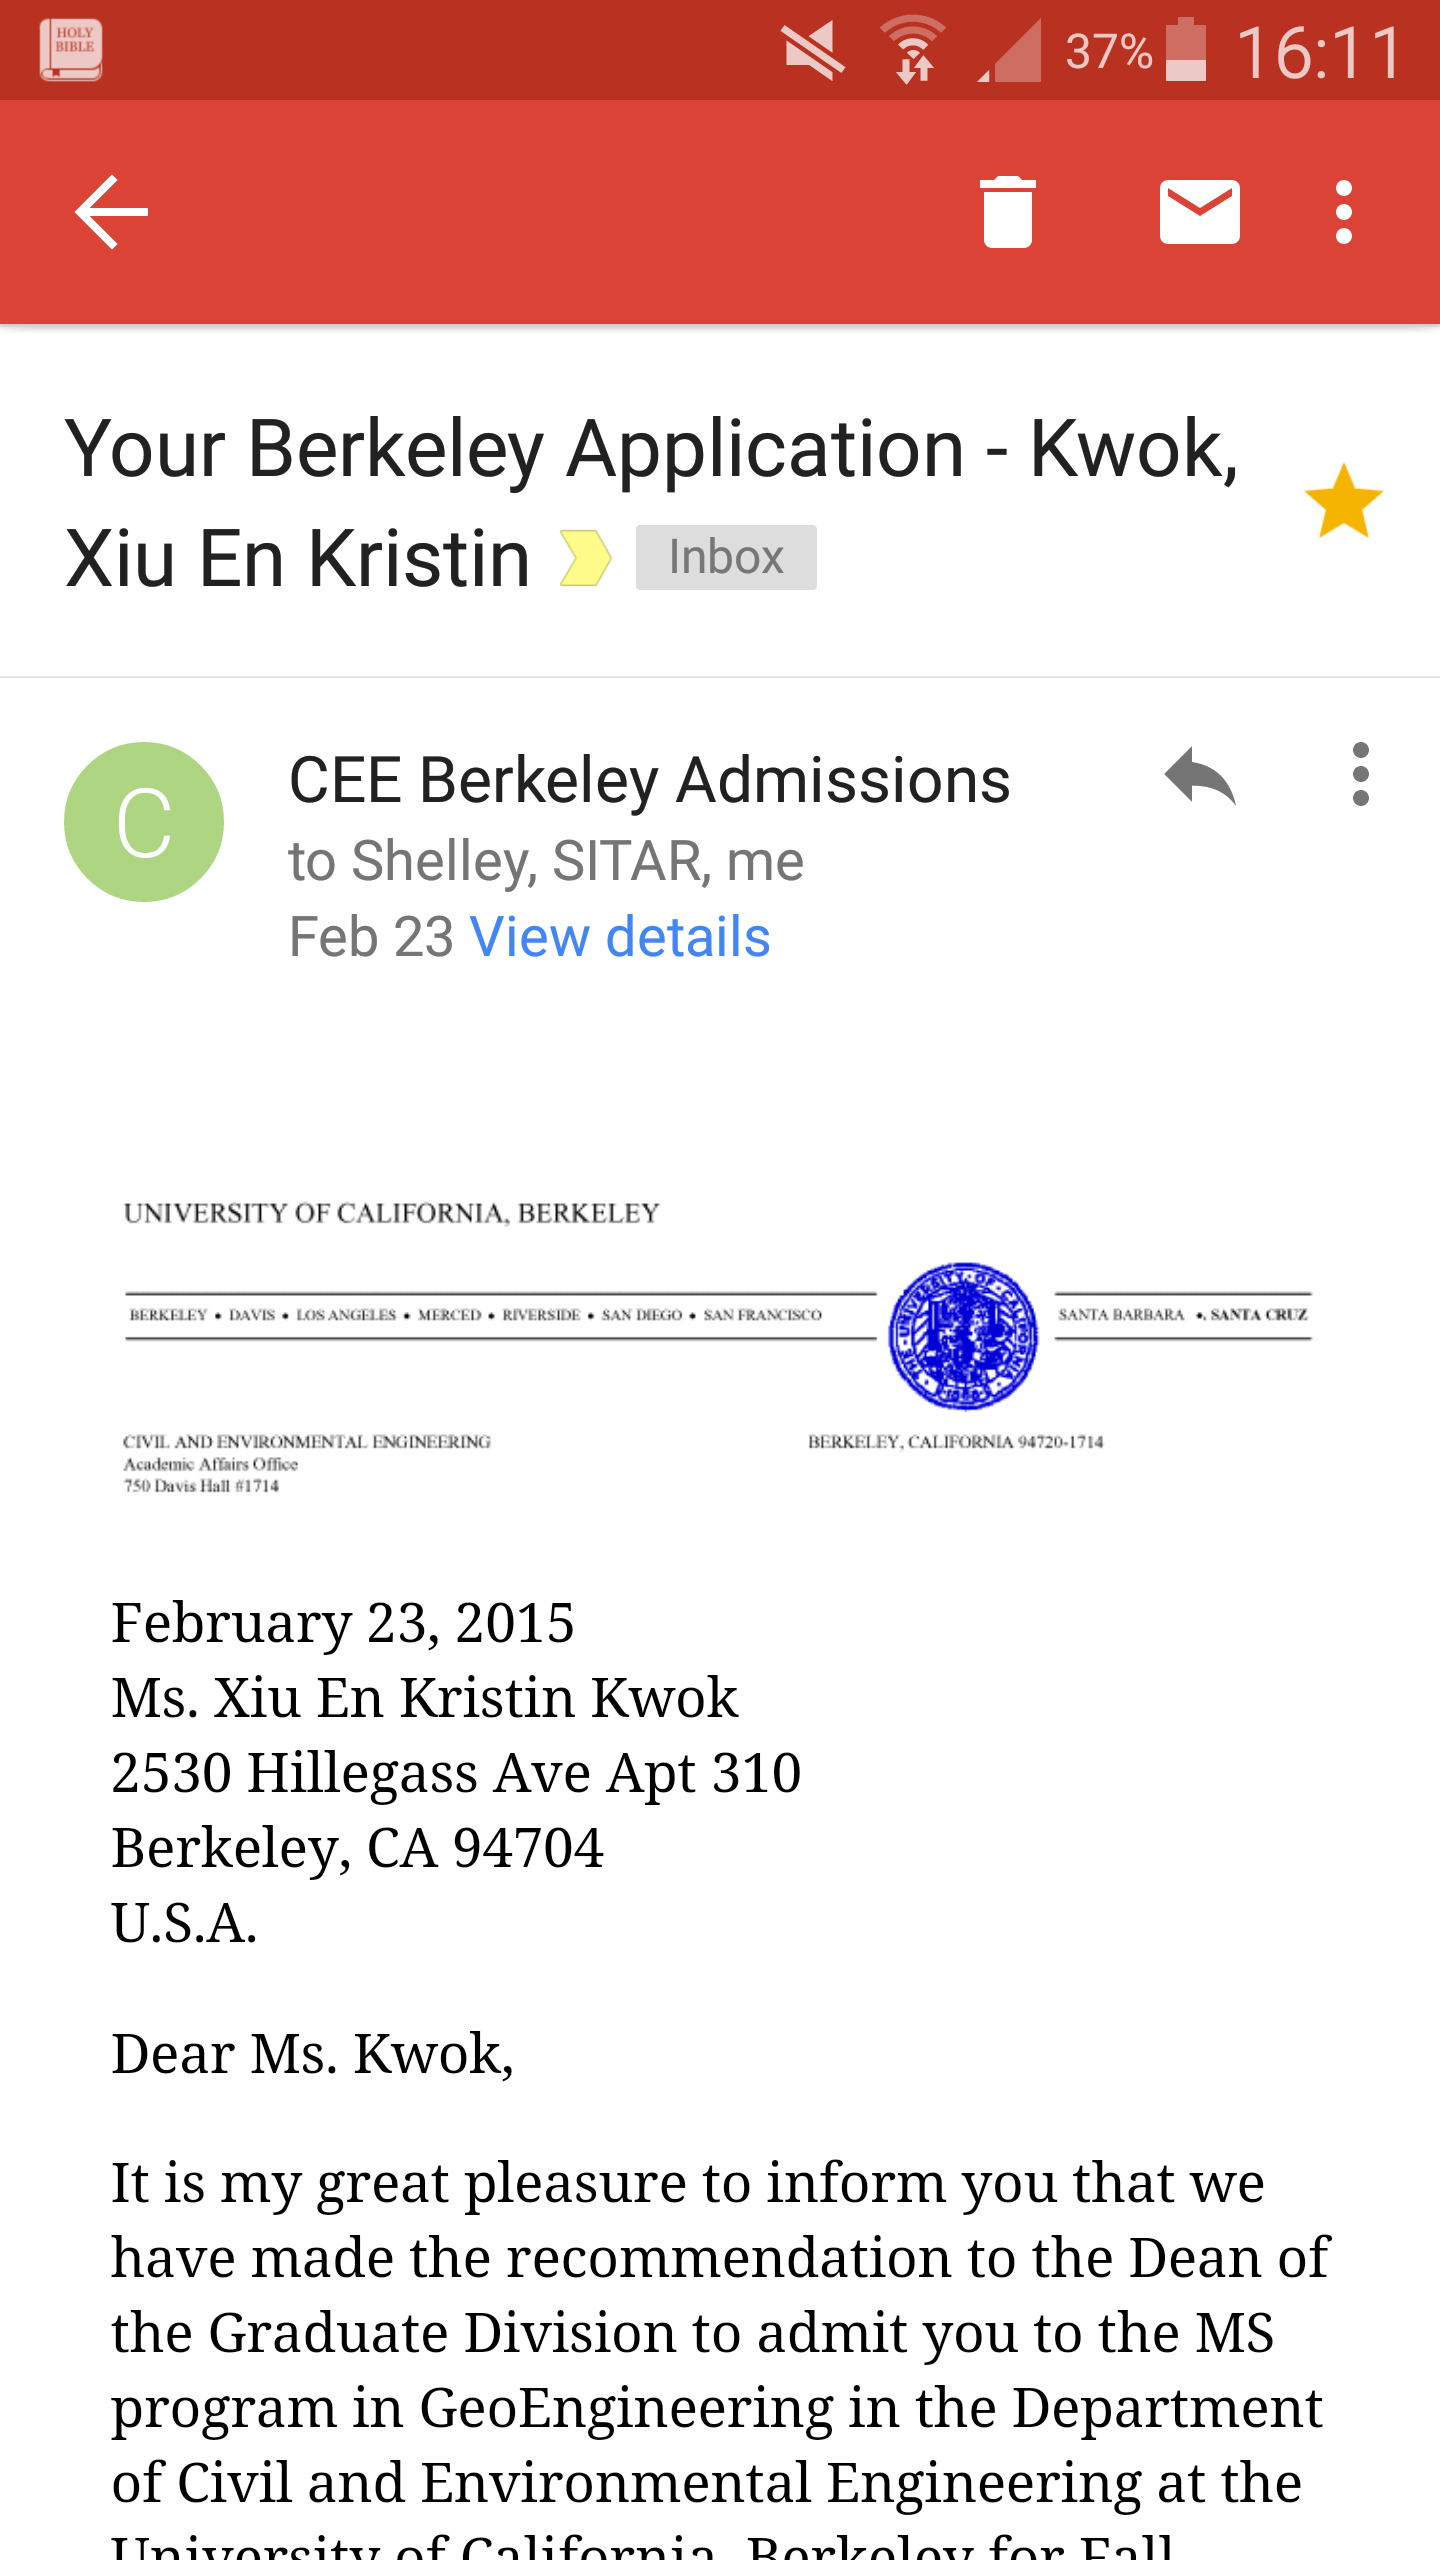 HOLY
BIBLE
37%
16:11
Your Berkeley Application - Kwok,
Xiu En Kristin
Inbox
C
CEE Berkeley Admissions
to Shelley, SITAR, me
Feb 23 View details
UNIVERSITY OF CALIFORNIA, BERKELEY
BERKELEY • DAVIS • LOS ANGELES • MERCED • RIVERSIDE • SAN DIEGO • SAN FRANCISCO
THE • UNIVERSITY • OF • CALIFORNIA
1868
SANTA BARBARA •. SANTA CRUZ
CIVIL AND ENVIRONMENTAL ENGINEERING
BERKELEY, CALIFORNIA 94720-1714
Academic Affairs Office
750 Davis Hall #1714
February 23, 2015
Ms. Xiu En Kristin Kwok
2530 Hillegass Ave Apt 310
Berkeley, CA 94704
U.S.A.
Dear Ms. Kwok,
It is my great pleasure to inform you that we
have made the recommendation to the Dean of
the Graduate Division to admit you to the MS
program in GeoEngineering in the Department
of Civil and Environmental Engineering at the
University of California, Berkeley for Fall